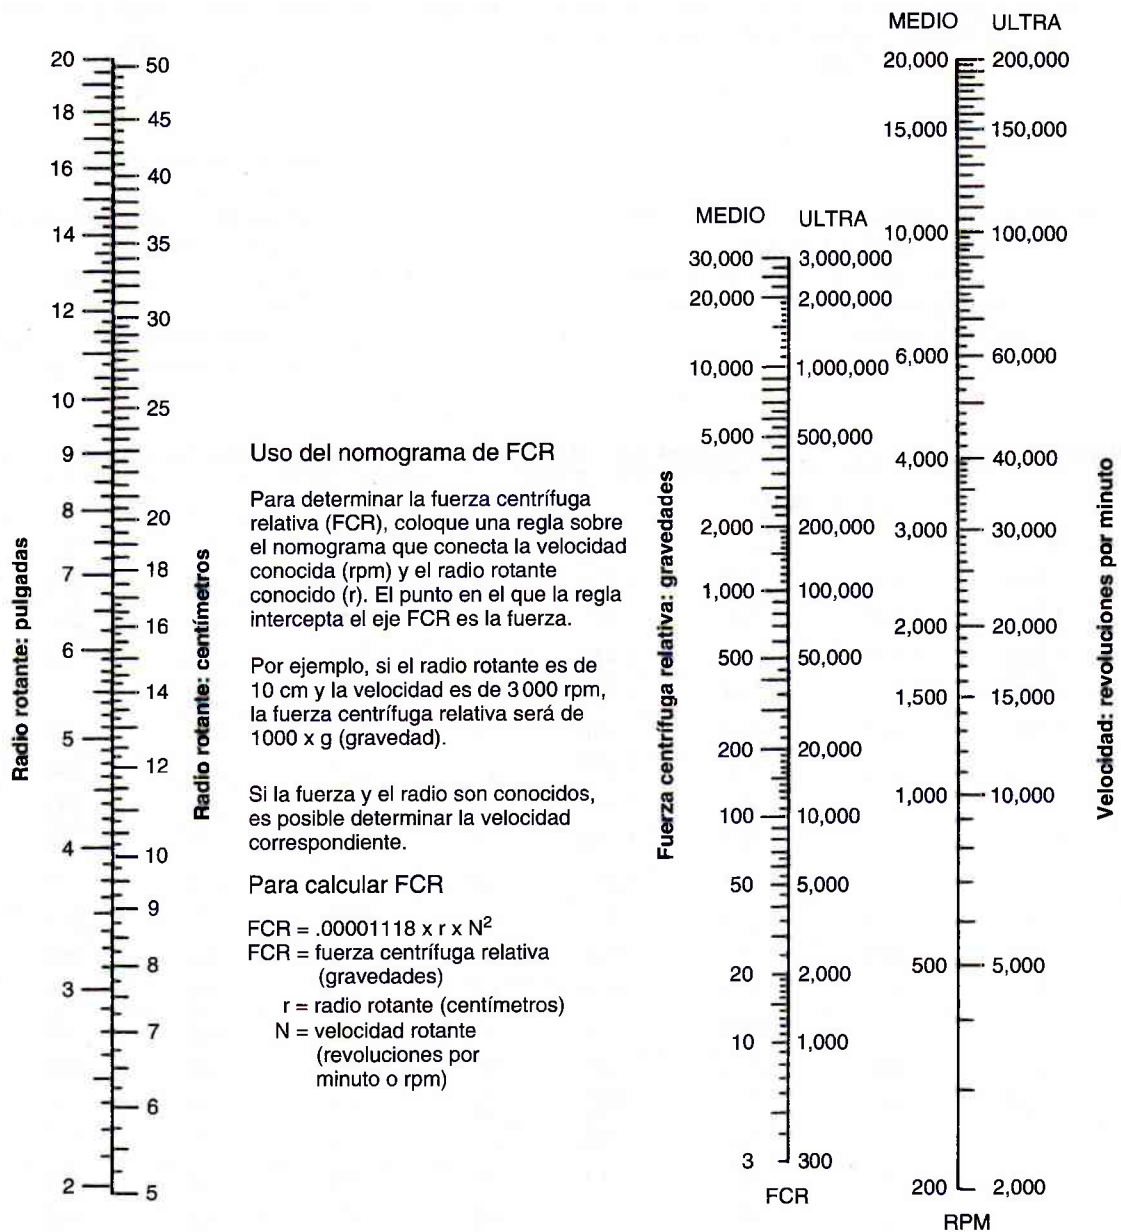 MEDIO ULTRA
20 50 20,000 200,000
18 45 15,000 150,000
16 40
MEDIO ULTRA
14 35 10,000 100,000
30,000 3,000,000
12 30 20,000 2,000,000
6,000 60,000
10,000 1,000,000
10 25
5,000 500,000
9 4,000 40,000
8 20 2,000 200,000 3,000 30,000
7 18 1,000 100,000
16 2,000 20,000
6 500 50,000
14 1,500 15,000
5 200 20,000
12 1,000 10,000
100 10,000
4 10
50 5,000
9
8 20 2,000 500 5,000
3
7 10 1,000
6
3 300
2 5 200 2,000
FCR
RPM
Radio rotante: pulgadas
Radio rotante: centímetros
Uso del nomograma de FCR
Para determinar la fuerza centrífuga
relativa (FCR), coloque una regla sobre
el nomograma que conecta la velocidad
conocida (rpm) y el radio rotante
conocido (r). El punto en el que la regla
intercepta el eje FCR es la fuerza.
Por ejemplo, si el radio rotante es de
10 cm y la velocidad es de 3 000 rpm,
la fuerza centrífuga relativa será de
1000 x g (gravedad).
Si la fuerza y el radio son conocidos,
es posible determinar la velocidad
correspondiente.
Para calcular FCR
FCR = .00001118 x r x N²
FCR = fuerza centrífuga relativa
(gravedades)
r = radio rotante (centímetros)
N = velocidad rotante
(revoluciones por
minuto o rpm)
Fuerza centrífuga relativa: gravedades
Velocidad: revoluciones por minuto